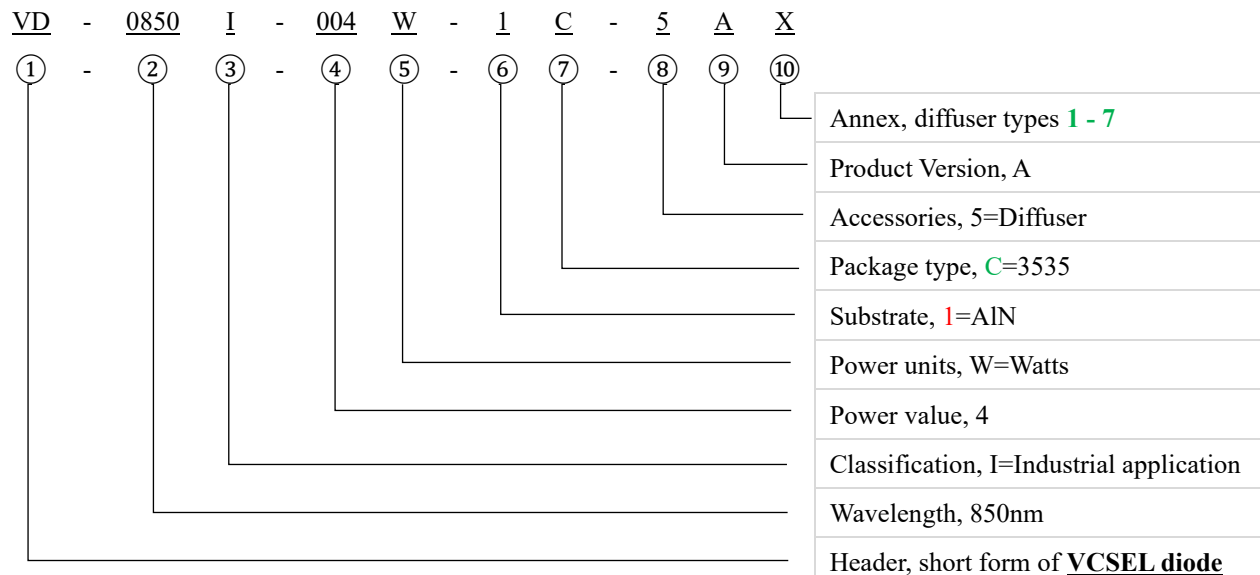 VD - 0850 I - 004 W - 1 C - 5 A X
① - ② ③ - ④ ⑤ - ⑥ ⑦ - ⑧ ⑨ ⑩
Annex, diffuser types 1 - 7
Product Version, A
Accessories, 5=Diffuser
Package type, C=3535
Substrate, 1=AlN
Power units, W=Watts
Power value, 4
Classification, I=Industrial application
Wavelength, 850nm
Header, short form of VCSEL diode